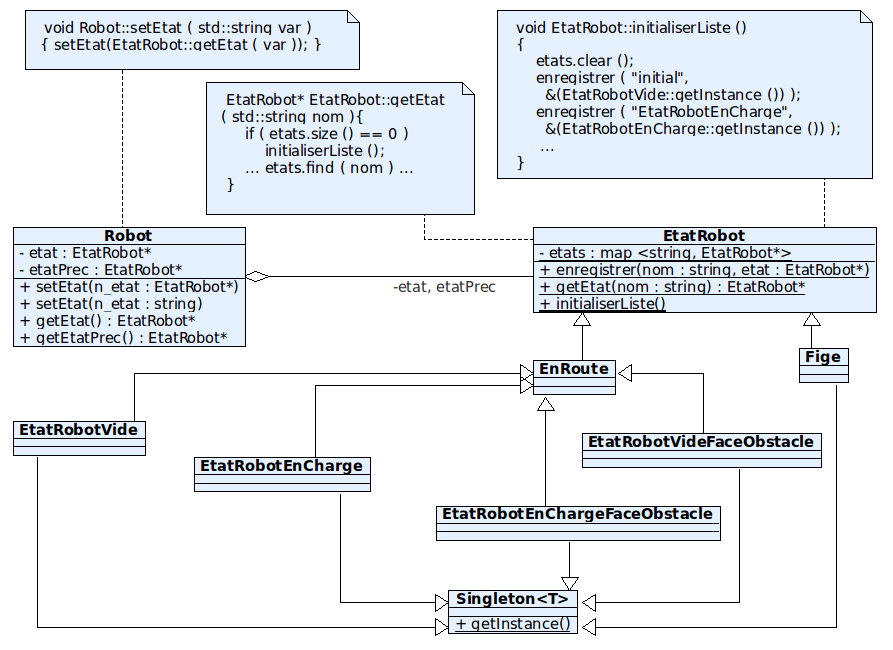 void Robot::setEtat ( std::string var )
{ setEtat(EtatRobot::getEtat ( var )); }
void EtatRobot::initialiserListe ()
{
etats.clear ();
enregistrer ( "initial",
&(EtatRobotVide::getInstance ()) );
enregistrer ( "EtatRobotEnCharge",
&(EtatRobotEnCharge::getInstance ()) );
...
}
EtatRobot* EtatRobot::getEtat
( std::string nom ){
if ( etats.size () == 0 )
initialiserListe ();
... etats.find ( nom ) ...
}
Robot
- etat : EtatRobot*
- etatPrec : EtatRobot*
+ setEtat(n_etat : EtatRobot*)
+ setEtat(n_etat : string)
+ getEtat() : EtatRobot*
+ getEtatPrec() : EtatRobot*
-etat, etatPrec
EtatRobot
- etats : map <string, EtatRobot*>
+ enregistrer(nom : string, etat : EtatRobot*)
+ getEtat(nom : string) : EtatRobot*
+ initialiserListe()
EnRoute
Fige
EtatRobotVide
EtatRobotEnCharge
EtatRobotVideFaceObstacle
EtatRobotEnChargeFaceObstacle
Singleton<T>
+ getInstance()